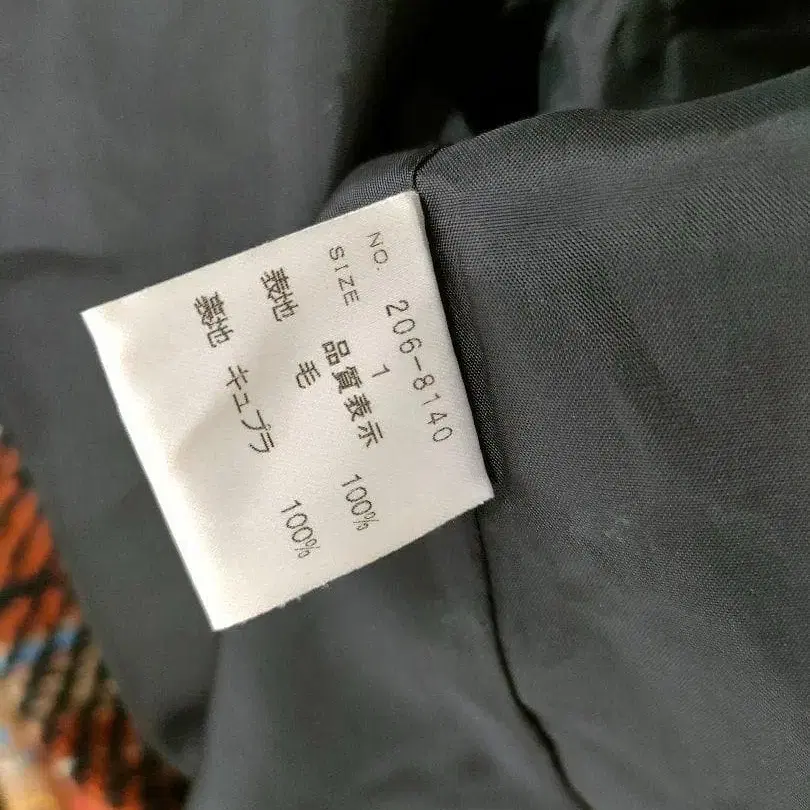 NO. 206-8140
SIZE 1
品質表示
表地 毛 100%
裏地 キュプラ 100%